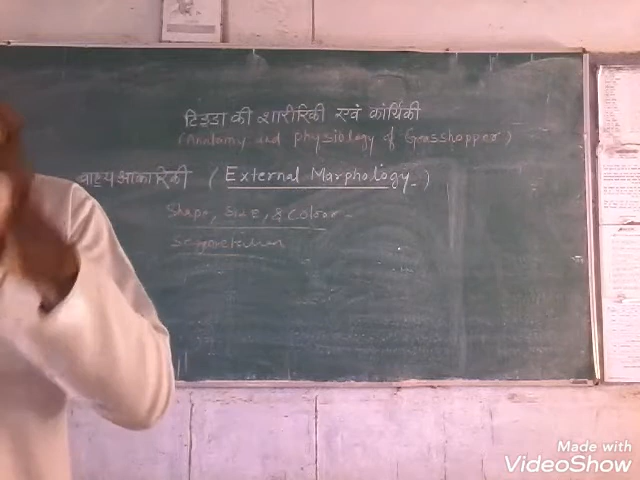 टिड्डा की शारीरिकी एवं कार्यिकी
(Anatomy and Physiology of Grasshopper)
बाह्य आकारिकी ( External Marphology )
Shape, Size, & Colour -
Segmentation
Made with
VideoShow